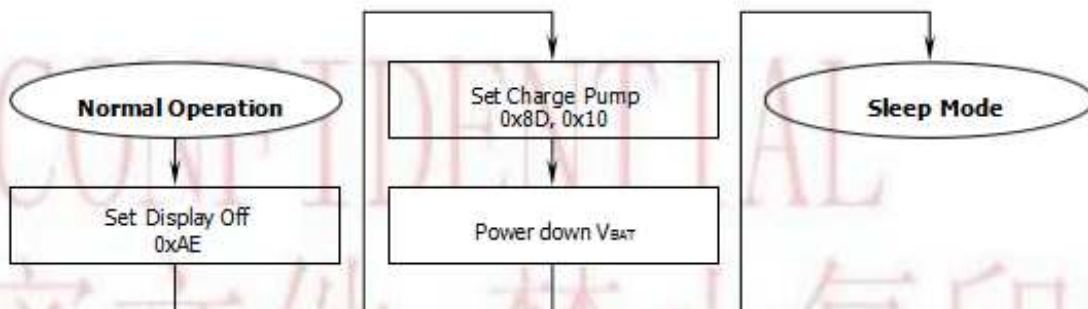 Normal Operation
Set Display Off
0xAE
Set Charge Pump
0x8D, 0x10
Power down VBAT
Sleep Mode
CONFIDENTIAL